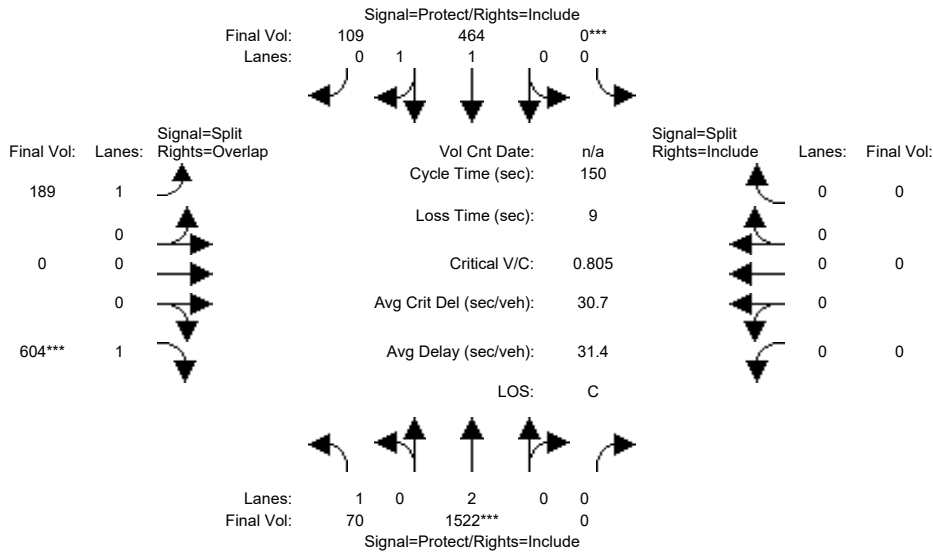 Signal=Protect/Rights=Include
Final Vol: 109 464 0***
Lanes: 0 1 1 0 0
Signal=Split
Final Vol: Lanes: Rights=Overlap
Vol Cnt Date: n/a
Signal=Split
Rights=Include Lanes: Final Vol:
Cycle Time (sec): 150
189 1
0 0
Loss Time (sec): 9
0
0
0 0
Critical V/C: 0.805
0 0
0
Avg Crit Del (sec/veh): 30.7
0
604*** 1
Avg Delay (sec/veh): 31.4
0 0
LOS: C
Lanes: 1 0 2 0 0
Final Vol: 70 1522*** 0
Signal=Protect/Rights=Include